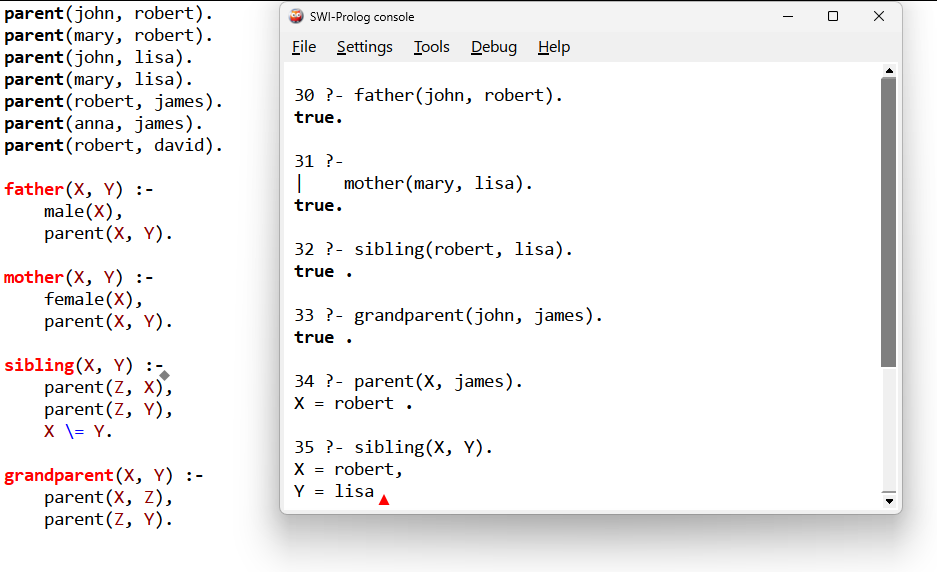 parent(john, robert).
parent(mary, robert).
parent(john, lisa).
parent(mary, lisa).
parent(robert, james).
parent(anna, james).
parent(robert, david).
father(X, Y) :-
    male(X),
    parent(X, Y).
mother(X, Y) :-
    female(X),
    parent(X, Y).
sibling(X, Y) :-
    parent(Z, X),
    parent(Z, Y),
    X \= Y.
grandparent(X, Y) :-
    parent(X, Z),
    parent(Z, Y).
SWI-Prolog console
File Settings Tools Debug Help
30 ?- father(john, robert).
true.
31 ?-
|    mother(mary, lisa).
true.
32 ?- sibling(robert, lisa).
true .
33 ?- grandparent(john, james).
true .
34 ?- parent(X, james).
X = robert .
35 ?- sibling(X, Y).
X = robert,
Y = lisa